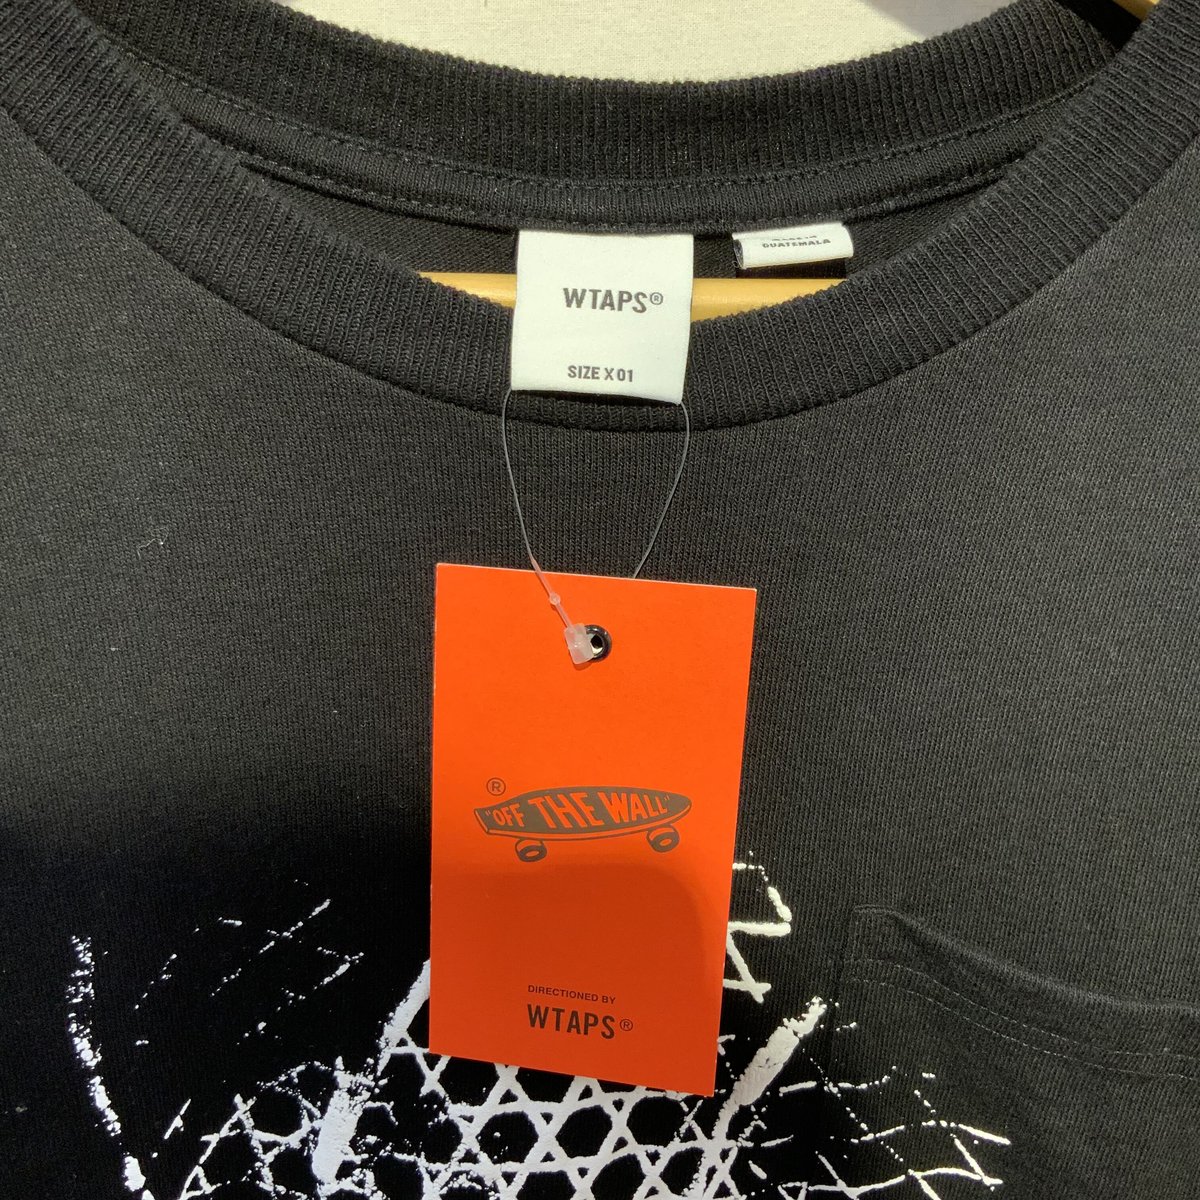 WTAPS®
SIZE X 01
GUATEMALA
®
"OFF THE WALL"
DIRECTIONED BY
WTAPS®